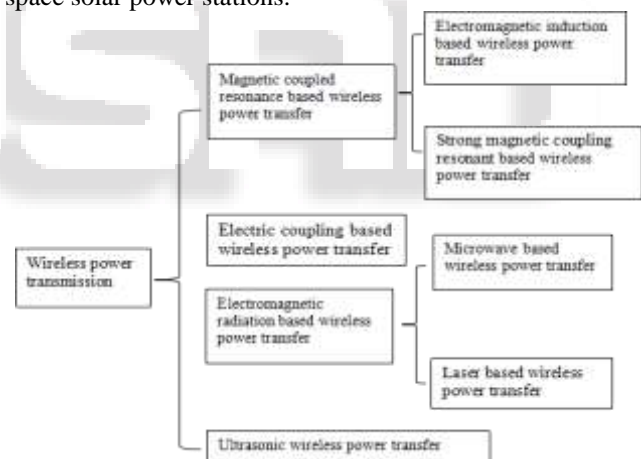 space solar power stations.
Electromagnetic induction
based wireless power
transfer
Magnetic coupled
resonance based wireless
power transfer
Strong magnetic coupling
resonant based wireless
power transfer
Electric coupling based
wireless power transfer
Microwave based
wireless power transfer
Wireless power
transmission
Electromagnetic
radiation based wireless
power transfer
Laser based wireless
power transfer
Ultrasonic wireless power transfer